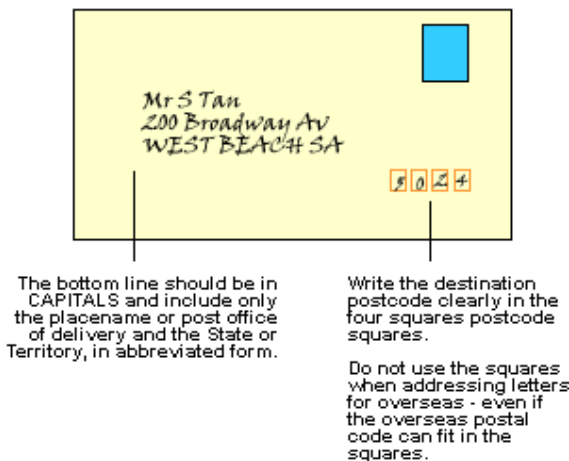 Mr S Tan
200 Broadway Av
WEST BEACH SA
5024
The bottom line should be in
CAPITALS and include only
the placename or post office
of delivery and the State or
Territory, in abbreviated form.
Write the destination
postcode clearly in the
four squares postcode
squares.
Do not use the squares
when addressing letters
for overseas - even if
the overseas postal
code can fit in the
squares.